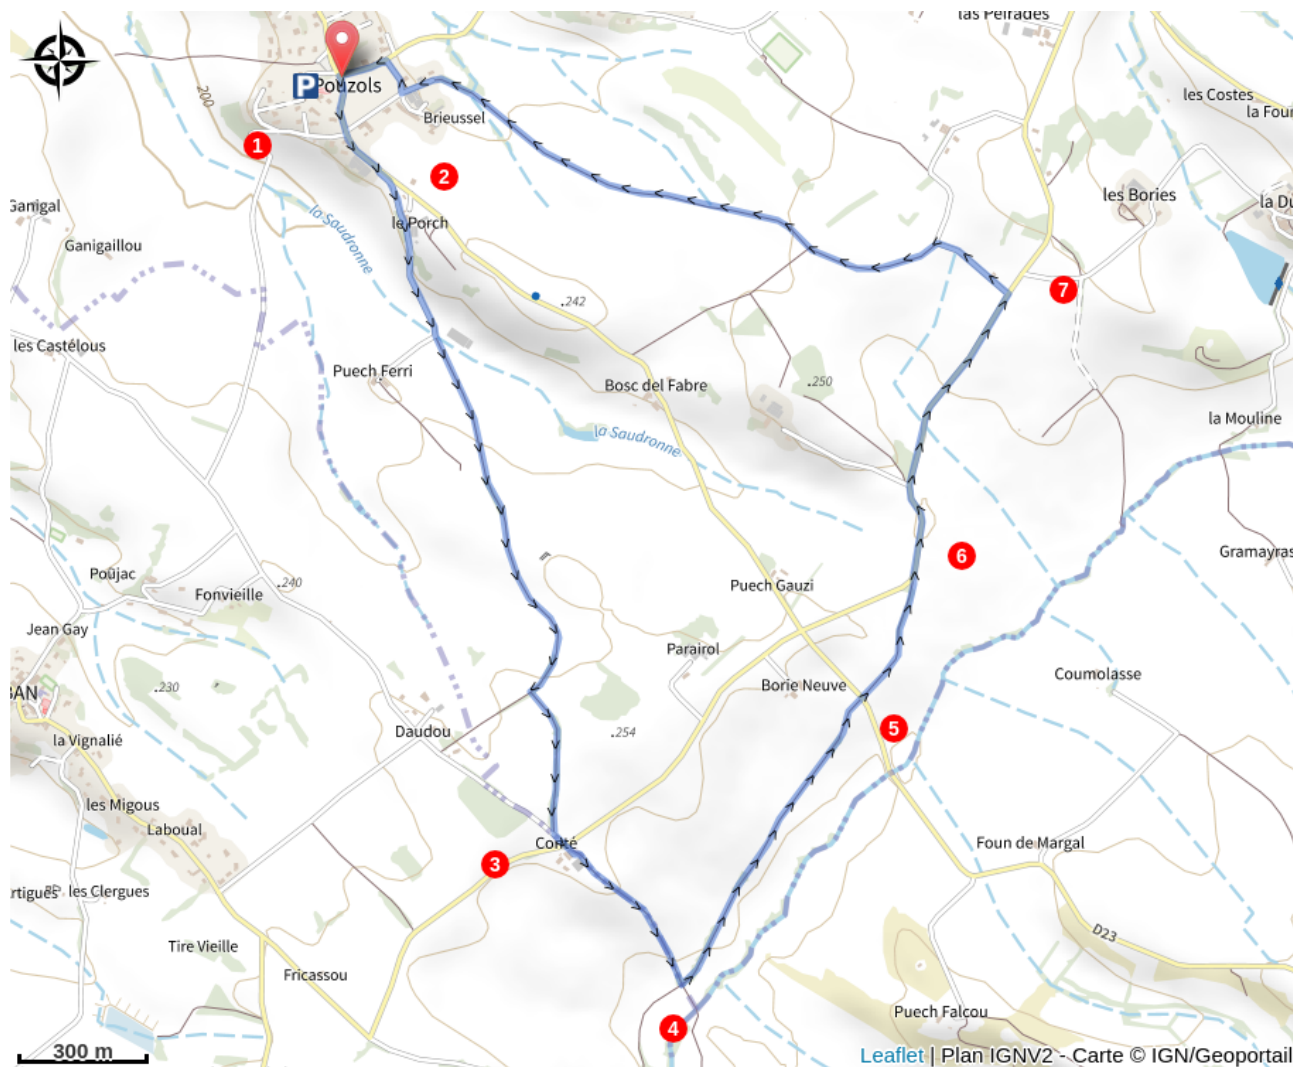 las Peirades
les Costes
200
P
Pouzols
la Four
Brieussel
1
2
les Bories
Ganigal
la Du
la Saudronne
le Porch
Ganigaillou
7
.242
les Castélous
Puech Ferri
Bosc del Fabre
.250
la Mouline
la Saudronne
Gramayras
6
Poùjac
.240
Puech Gauzi
Fonvieille
Jean Gay
Parairol
Coumolasse
.230
Borie Neuve
BAN
Daudou
.254
5
la Vignalié
les Migous
Laboual
Conté
Foun de Margal
3
rtigues
les Clergues
D23
Tire Vieille
Fricassou
Puech Falcou
4
300 m
Leaflet | Plan IGNV2 - Carte © IGN/Geoportail